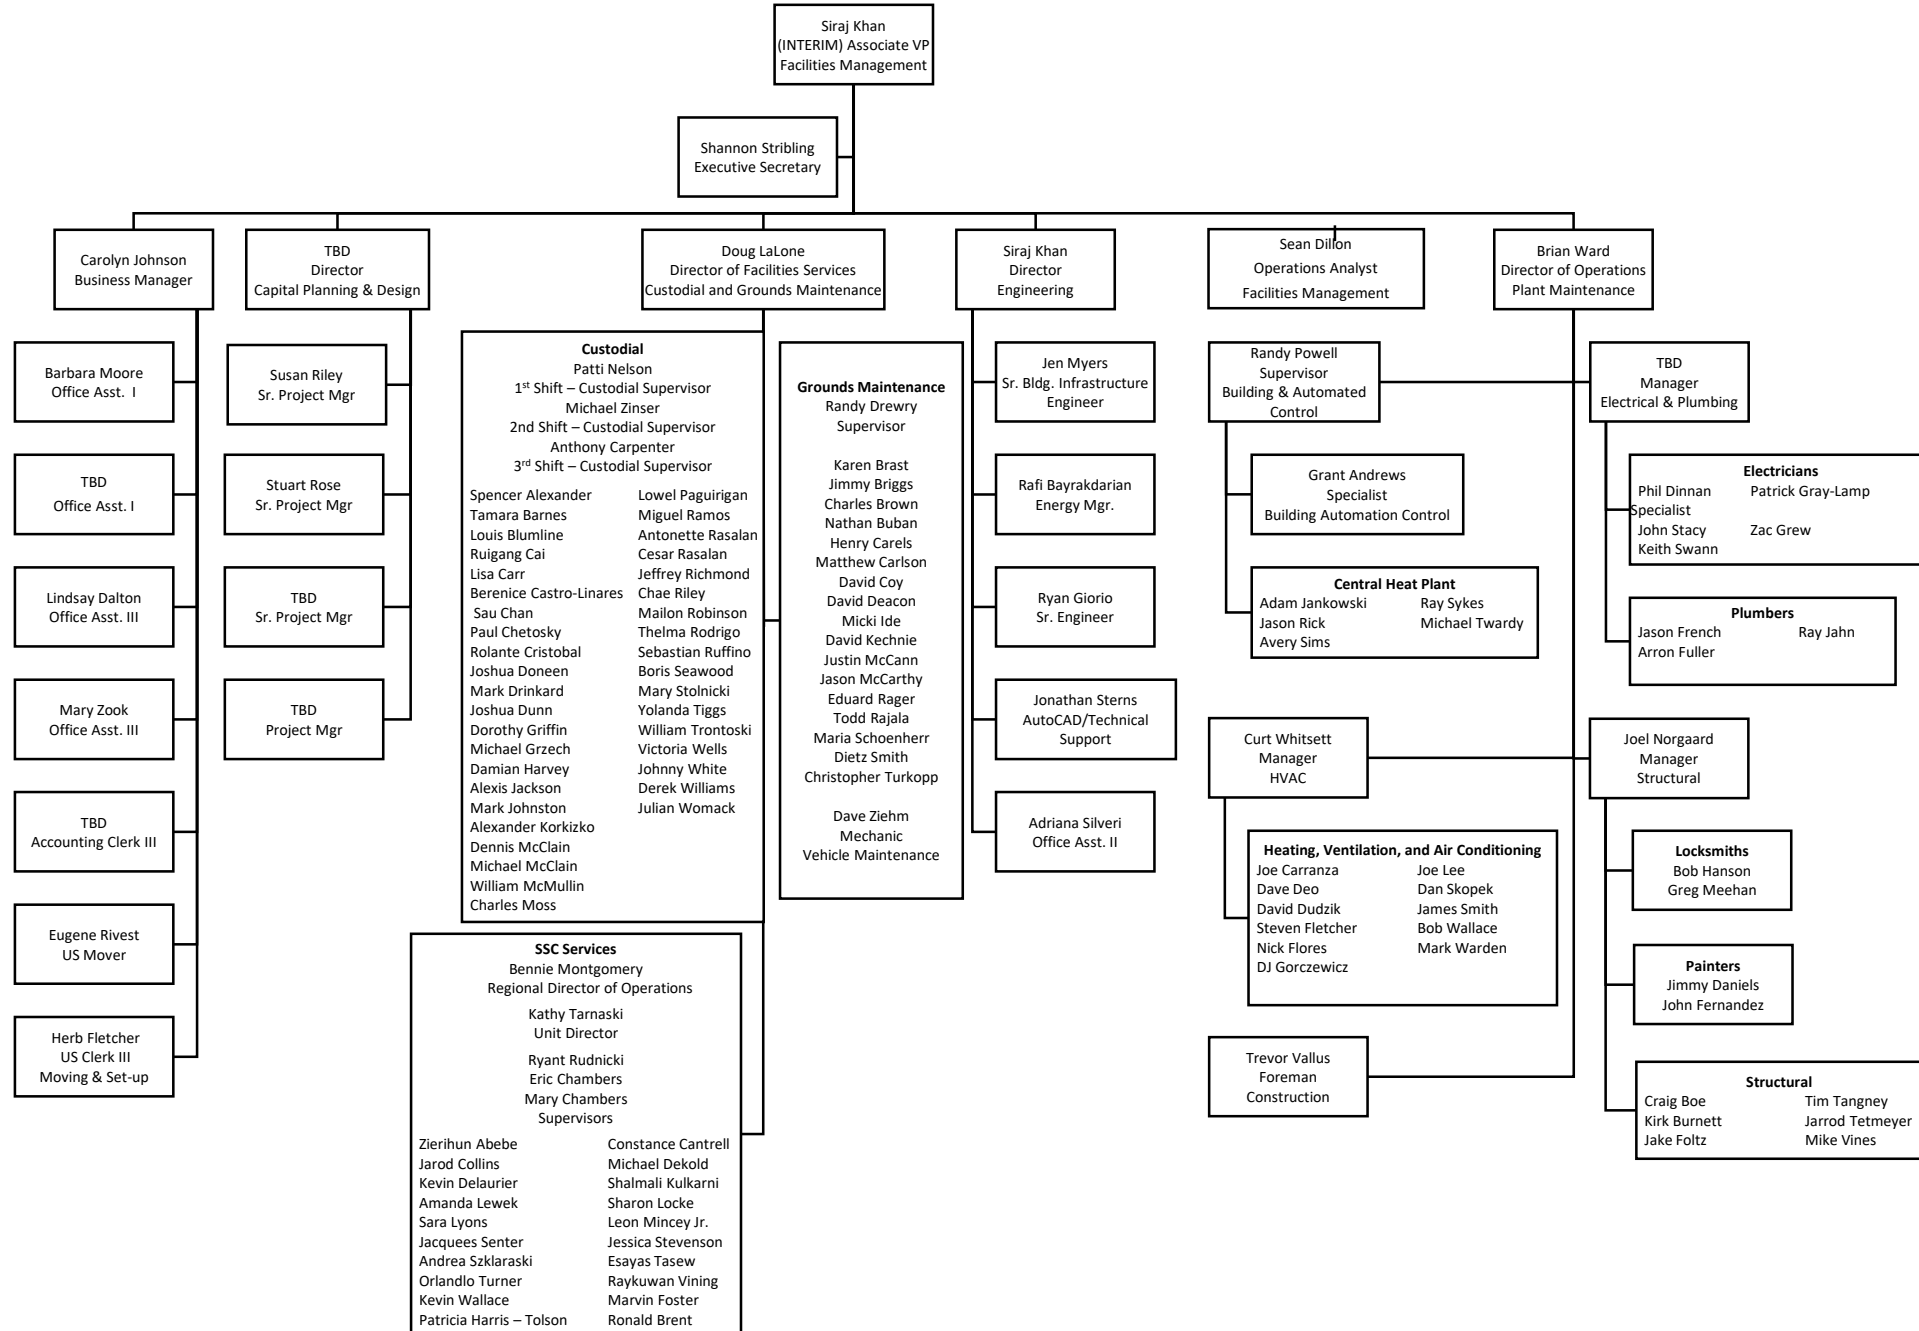 Siraj Khan
(INTERIM) Associate VP
Facilities Management
Shannon Stribling
Executive Secretary
Carolyn Johnson
Business Manager
TBD
Director
Capital Planning & Design
Doug LaLone
Director of Facilities Services
Custodial and Grounds Maintenance
Siraj Khan
Director
Engineering
Sean Dillon
Operations Analyst
Facilities Management
Brian Ward
Director of Operations
Plant Maintenance
Barbara Moore
Office Asst.  I
TBD
Office Asst. I
Lindsay Dalton
Office Asst. III
Mary Zook
Office Asst. III
TBD
Accounting Clerk III
Eugene Rivest
US Mover
Herb Fletcher
US Clerk III
Moving & Set-up
Susan Riley
Sr. Project Mgr
Stuart Rose
Sr. Project Mgr
TBD
Sr. Project Mgr
TBD
Project Mgr
Custodial
Patti Nelson
1st Shift – Custodial Supervisor
Michael Zinser
2nd Shift – Custodial Supervisor
Anthony Carpenter
3rd Shift – Custodial Supervisor
Spencer Alexander
Tamara Barnes
Louis Blumline
Ruigang Cai
Lisa Carr
Berenice Castro-Linares
Sau Chan
Paul Chetosky
Rolante Cristobal
Joshua Doneen
Mark Drinkard
Joshua Dunn
Dorothy Griffin
Michael Grzech
Damian Harvey
Alexis Jackson
Mark Johnston
Alexander Korkizko
Dennis McClain
Michael McClain
William McMullin
Charles Moss
Lowel Paguirigan
Miguel Ramos
Antonette Rasalan
Cesar Rasalan
Jeffrey Richmond
Chae Riley
Mailon Robinson
Thelma Rodrigo
Sebastian Ruffino
Boris Seawood
Mary Stolnicki
Yolanda Tiggs
William Trontoski
Victoria Wells
Johnny White
Derek Williams
Julian Womack
SSC Services
Bennie Montgomery
Regional Director of Operations
Kathy Tarnaski
Unit Director
Ryant Rudnicki
Eric Chambers
Mary Chambers
Supervisors
Zierihun Abebe
Jarod Collins
Kevin Delaurier
Amanda Lewek
Sara Lyons
Jacquees Senter
Andrea Szklaraski
Orlandlo Turner
Kevin Wallace
Patricia Harris – Tolson
Constance Cantrell
Michael Dekold
Shalmali Kulkarni
Sharon Locke
Leon Mincey Jr.
Jessica Stevenson
Esayas Tasew
Raykuwan Vining
Marvin Foster
Ronald Brent
Grounds Maintenance
Randy Drewry
Supervisor
Karen Brast
Jimmy Briggs
Charles Brown
Nathan Buban
Henry Carels
Matthew Carlson
David Coy
David Deacon
Micki Ide
David Kechnie
Justin McCann
Jason McCarthy
Eduard Rager
Todd Rajala
Maria Schoenherr
Dietz Smith
Christopher Turkopp
Dave Ziehm
Mechanic
Vehicle Maintenance
Jen Myers
Sr. Bldg. Infrastructure
Engineer
Rafi Bayrakdarian
Energy Mgr.
Ryan Giorio
Sr. Engineer
Jonathan Sterns
AutoCAD/Technical
Support
Adriana Silveri
Office Asst. II
Randy Powell
Supervisor
Building & Automated
Control
Grant Andrews
Specialist
Building Automation Control
Central Heat Plant
Adam Jankowski
Jason Rick
Avery Sims
Ray Sykes
Michael Twardy
Curt Whitsett
Manager
HVAC
Heating, Ventilation, and Air Conditioning
Joe Carranza
Dave Deo
David Dudzik
Steven Fletcher
Nick Flores
DJ Gorczewicz
Joe Lee
Dan Skopek
James Smith
Bob Wallace
Mark Warden
Trevor Vallus
Foreman
Construction
TBD
Manager
Electrical & Plumbing
Electricians
Phil Dinnan
Specialist
John Stacy
Keith Swann
Patrick Gray-Lamp
Zac Grew
Plumbers
Jason French
Arron Fuller
Ray Jahn
Joel Norgaard
Manager
Structural
Locksmiths
Bob Hanson
Greg Meehan
Painters
Jimmy Daniels
John Fernandez
Structural
Craig Boe
Kirk Burnett
Jake Foltz
Tim Tangney
Jarrod Tetmeyer
Mike Vines